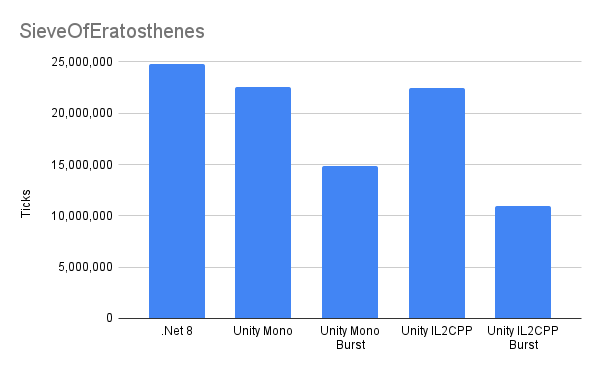 SieveOfEratosthenes
25,000,000
20,000,000
15,000,000
10,000,000
5,000,000
0
Ticks
.Net 8
Unity Mono
Unity Mono
Burst
Unity IL2CPP
Unity IL2CPP
Burst